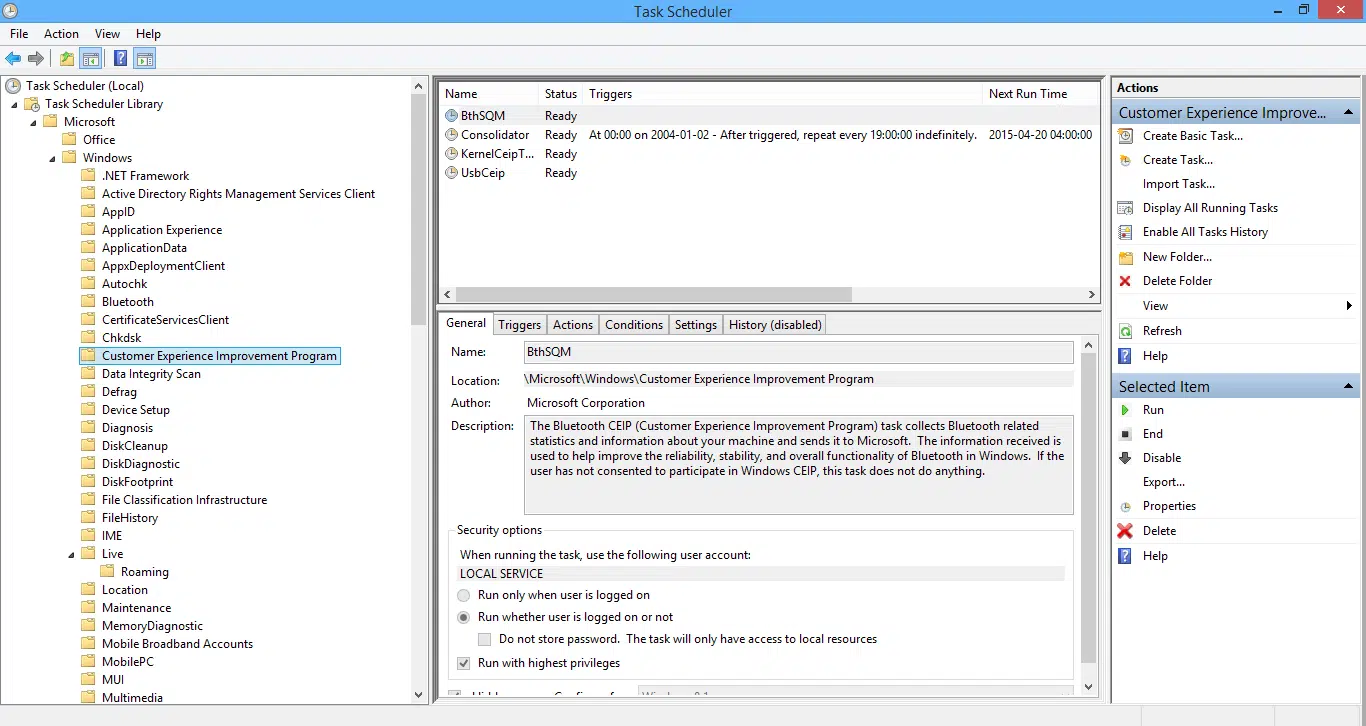 Task Scheduler
File Action View Help
Task Scheduler (Local)
Task Scheduler Library
Microsoft
Office
Windows
.NET Framework
Active Directory Rights Management Services Client
AppID
Application Experience
ApplicationData
AppxDeploymentClient
Autochk
Bluetooth
CertificateServicesClient
Chkdsk
Customer Experience Improvement Program
Data Integrity Scan
Defrag
Device Setup
Diagnosis
DiskCleanup
DiskDiagnostic
DiskFootprint
File Classification Infrastructure
FileHistory
IME
Live
Roaming
Location
Maintenance
MemoryDiagnostic
Mobile Broadband Accounts
MobilePC
MUI
Multimedia
Name Status Triggers Next Run Time
BthSQM Ready
Consolidator Ready At 00:00 on 2004-01-02 - After triggered, repeat every 19:00:00 indefinitely. 2015-04-20 04:00:00
KernelCeipT... Ready
UsbCeip Ready
General Triggers Actions Conditions Settings History (disabled)
Name: BthSQM
Location: \Microsoft\Windows\Customer Experience Improvement Program
Author: Microsoft Corporation
Description: The Bluetooth CEIP (Customer Experience Improvement Program) task collects Bluetooth related
statistics and information about your machine and sends it to Microsoft. The information received is
used to help improve the reliability, stability, and overall functionality of Bluetooth in Windows. If the
user has not consented to participate in Windows CEIP, this task does not do anything.
Security options
When running the task, use the following user account:
LOCAL SERVICE
Run only when user is logged on
Run whether user is logged on or not
Do not store password. The task will only have access to local resources
Run with highest privileges
Actions
Customer Experience Improve...
Create Basic Task...
Create Task...
Import Task...
Display All Running Tasks
Enable All Tasks History
New Folder...
Delete Folder
View
Refresh
Help
Selected Item
Run
End
Disable
Export...
Properties
Delete
Help